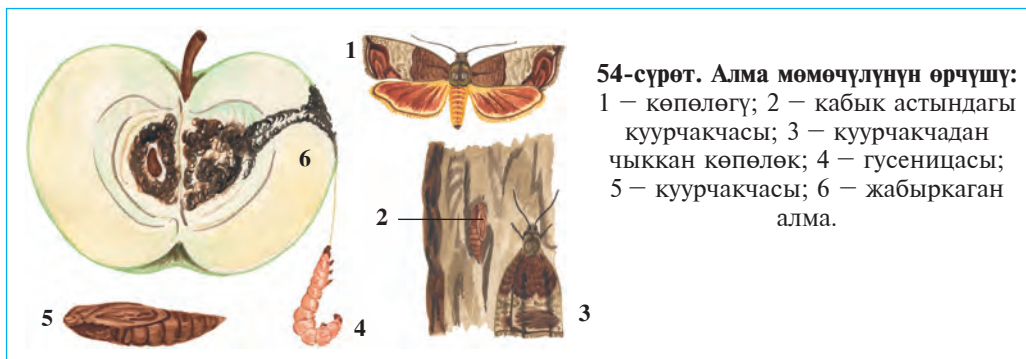 54-сүрөт. Алма мөмөчүлүнүн өрчүшү:
1 — көпөлөгү; 2 — кабык астындагы
куурчакчасы; 3 — куурчакчадан
чыккан көпөлөк; 4 — гусеницасы;
5 — куурчакчасы; 6 — жабыркаган
алма.
1
6
2
5
4
3